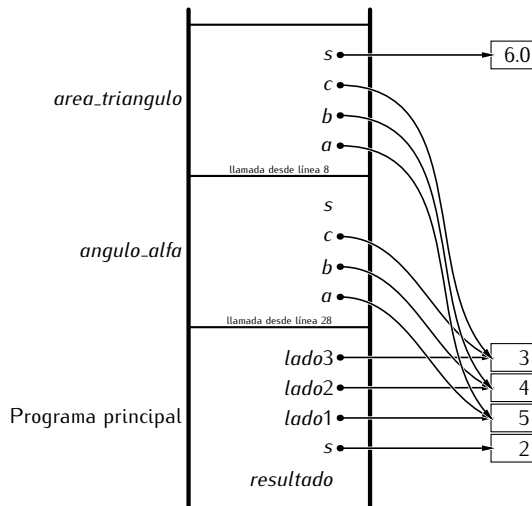 s 6.0
c
area_triangulo
b
a
llamada desde línea 8
s
c
angulo_alfa
b
a
llamada desde línea 28
lado3 3
lado2 4
Programa principal
lado1 5
s 2
resultado